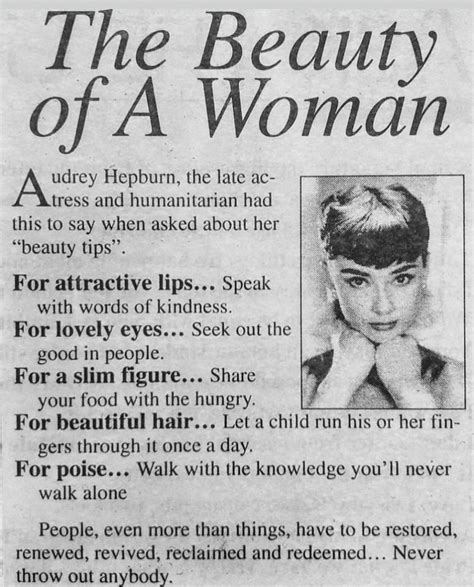 The Beauty
of A Woman
Audrey Hepburn, the late ac-
tress and humanitarian had
this to say when asked about her
“beauty tips”.
For attractive lips... Speak
with words of kindness.
For lovely eyes... Seek out the
good in people.
For a slim figure... Share
your food with the hungry.
For beautiful hair... Let a child run his or her fin-
gers through it once a day.
For poise... Walk with the knowledge you’ll never
walk alone
People, even more than things, have to be restored,
renewed, revived, reclaimed and redeemed... Never
throw out anybody.